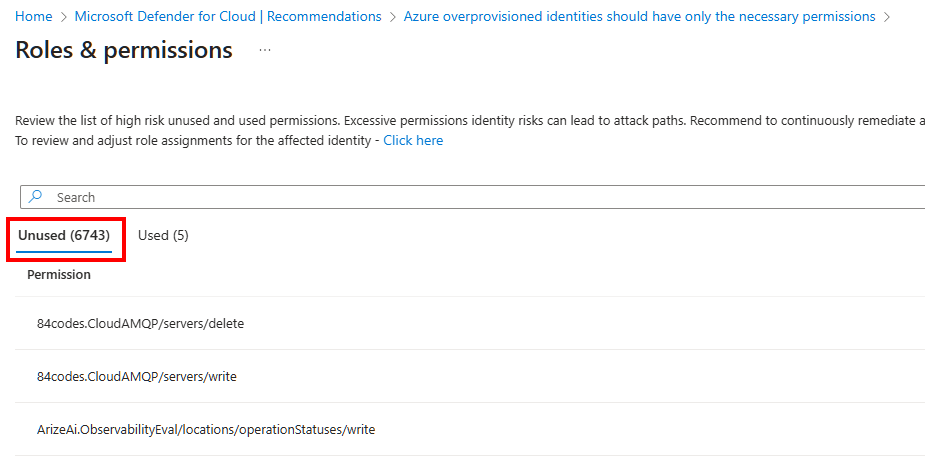 Home > Microsoft Defender for Cloud | Recommendations > Azure overprovisioned identities should have only the necessary permissions >
Roles & permissions ...
Review the list of high risk unused and used permissions. Excessive permissions identity risks can lead to attack paths. Recommend to continuously remediate a
To review and adjust role assignments for the affected identity - Click here
Search
Unused (6743) Used (5)
Permission
84codes.CloudAMQP/servers/delete
84codes.CloudAMQP/servers/write
ArizeAi.ObservabilityEval/locations/operationStatuses/write